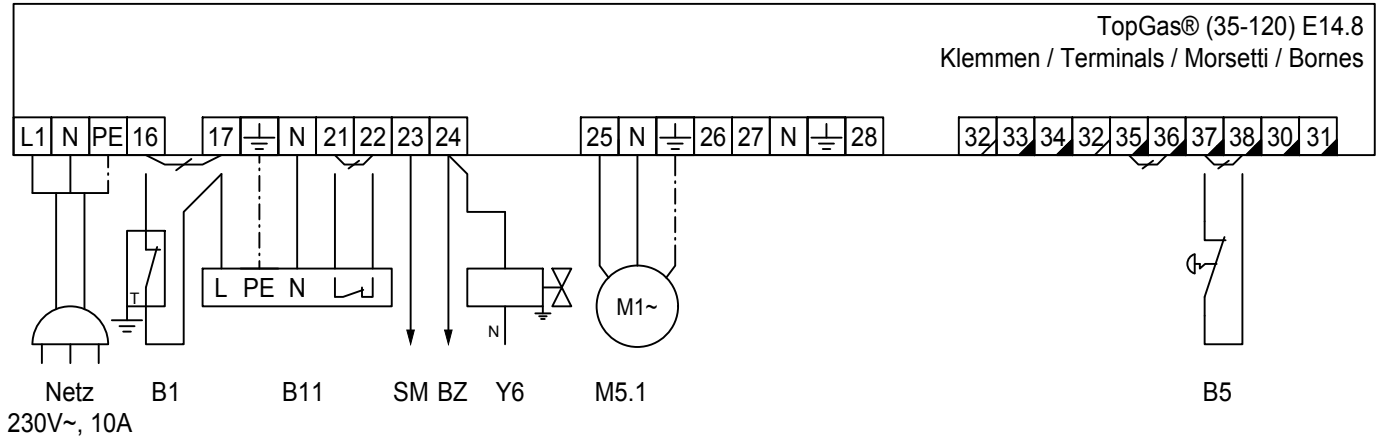 TopGas® (35-120) E14.8
Klemmen / Terminals / Morsetti / Bornes
L1 N PE 16 17 N 21 22 23 24 25 N 26 27 N 28 32 33 34 32 35 36 37 38 30 31
T
L PE N
N
M1~
Netz B1 B11 SM BZ Y6 M5.1 B5
230V~, 10A